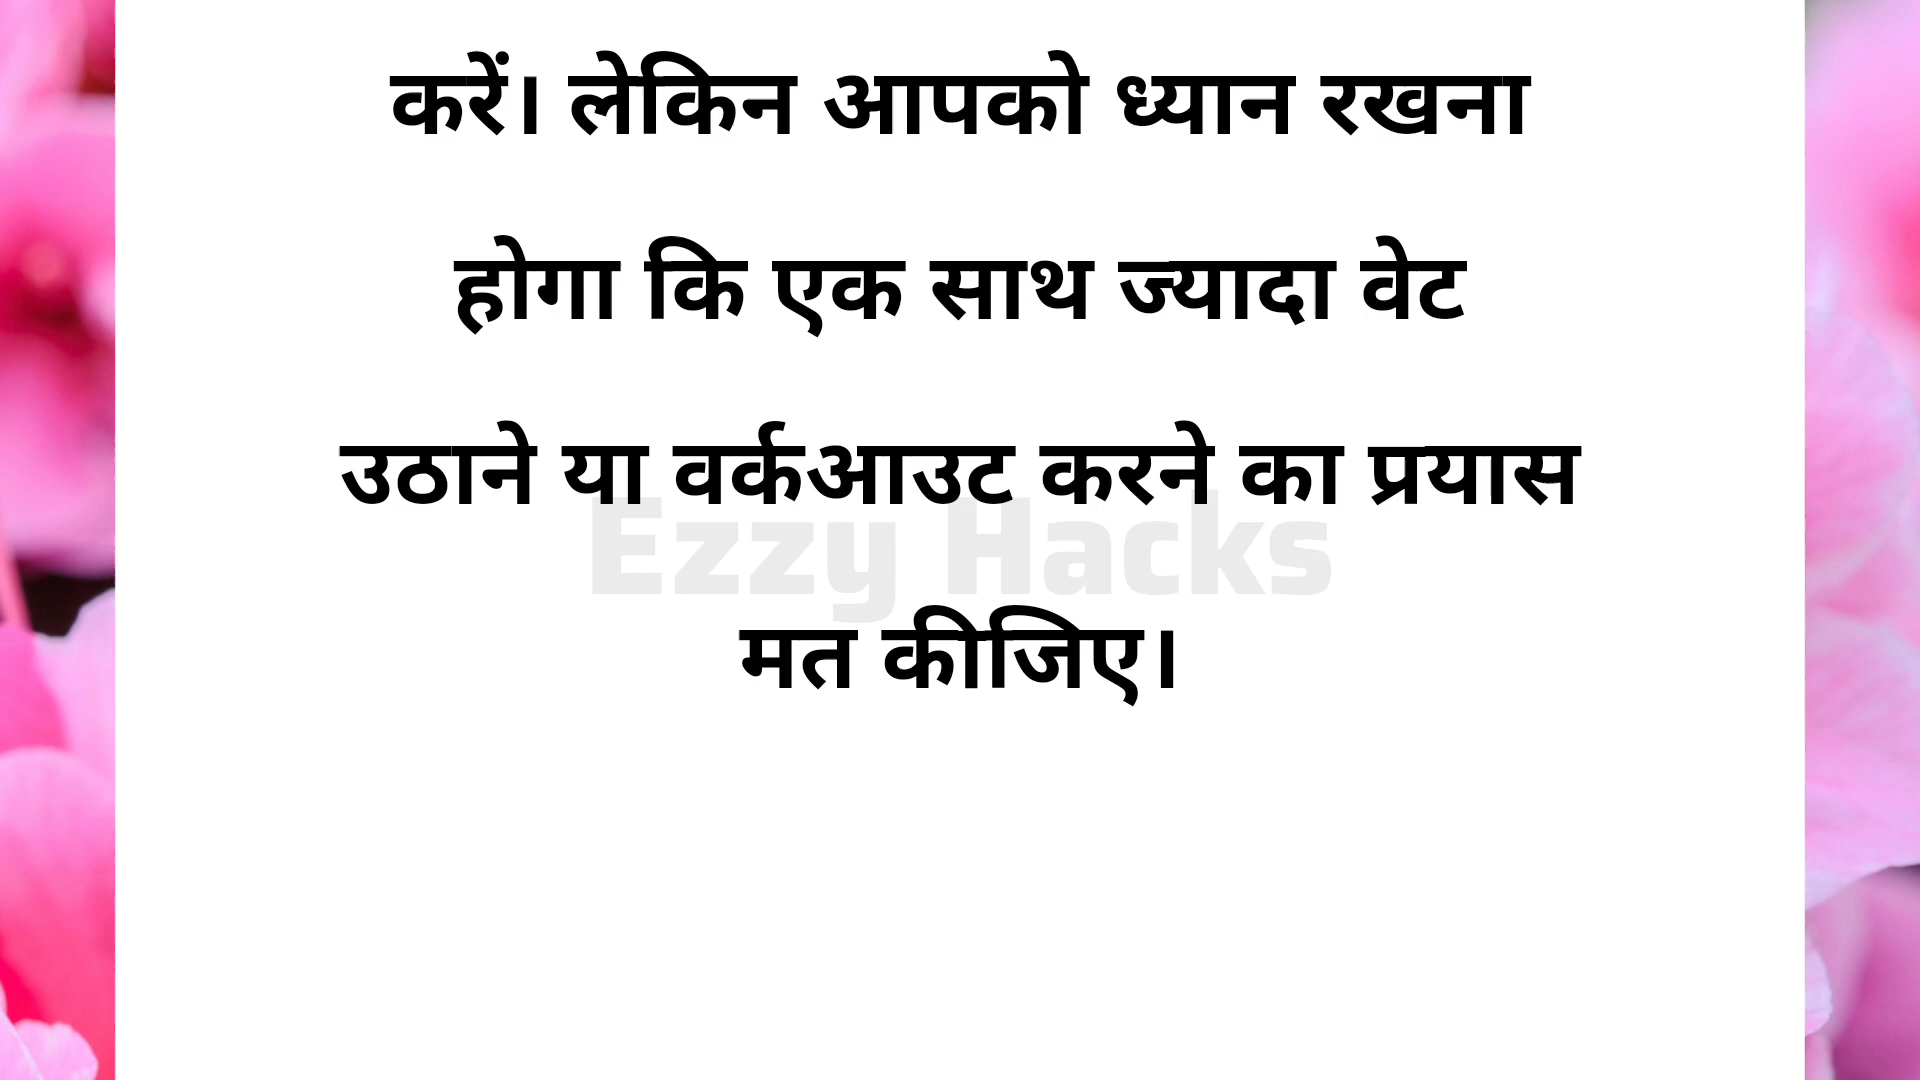 करें। लेकिन आपको ध्यान रखना
होगा कि एक साथ ज्यादा वेट
उठाने या वर्कआउट करने का प्रयास
Ezzy Hacks
मत कीजिए।